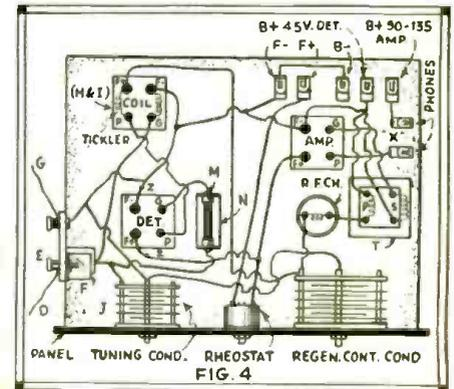 B+45V. DET. B+90-135
F- F+ B- AMP.
PHONES
(H&I) COIL
TICKLER
AMP.
F- G
F+ P
"X"
M
G
N
R.F.CH.
DET.
F- G
F+ P
T
E
F
D
J
PANEL TUNING COND. RHEOSTAT REGEN. CONT. COND
FIG. 4